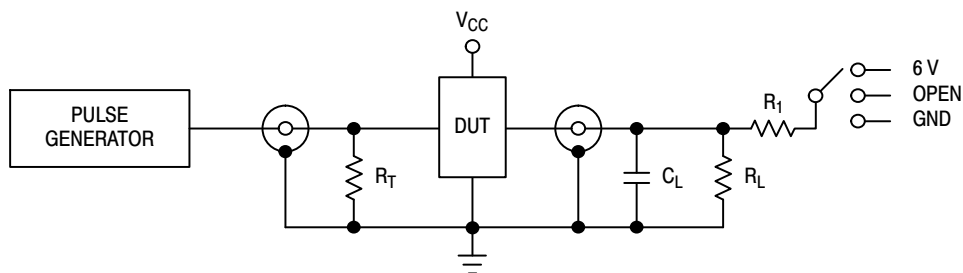 VCC
PULSE
GENERATOR
RT
DUT
CL
RL
R1
6 V
OPEN
GND